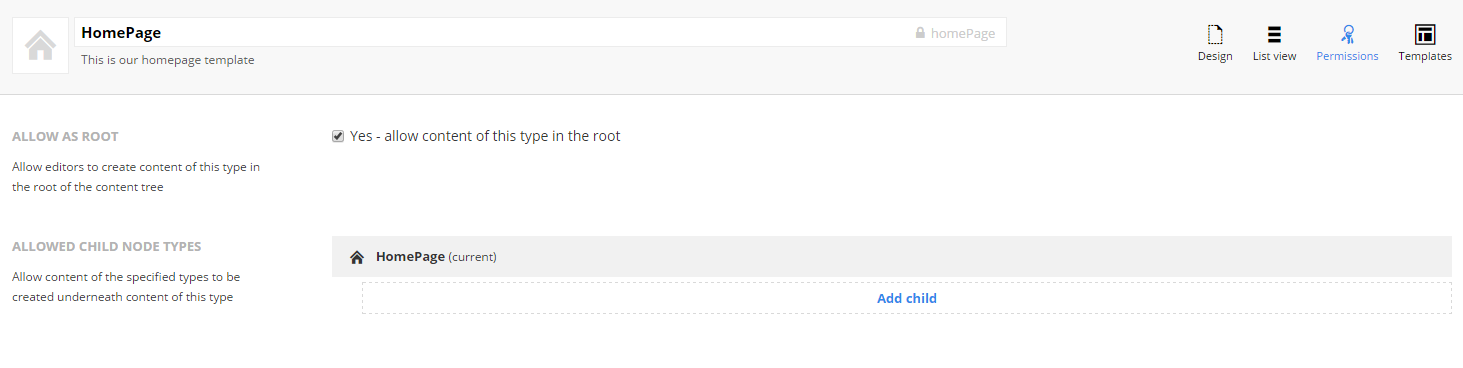 HomePage
homePage
This is our homepage template
Design
List view
Permissions
Templates
ALLOW AS ROOT
Yes - allow content of this type in the root
Allow editors to create content of this type in
the root of the content tree
ALLOWED CHILD NODE TYPES
HomePage (current)
Allow content of the specified types to be
created underneath content of this type
Add child